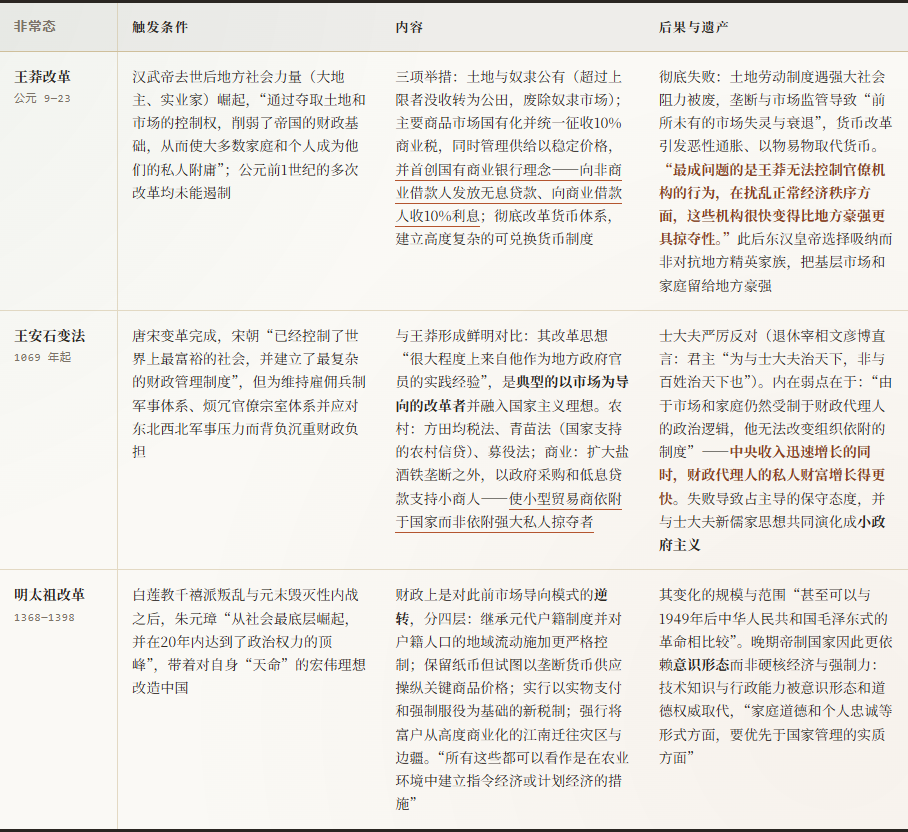 非常态
触发条件
内容
后果与遗产
王莽改革
公元 9–23
汉武帝去世后地方社会力量（大地
主、实业家）崛起，“通过夺取土地和
市场的控制权，削弱了帝国的财政基
础，从而使大多数家庭和个人成为他
们的私人附庸”；公元前1世纪的多次
改革均未能遏制
三项举措：土地与奴隶公有（超过上
限者没收转为公田，废除奴隶市场）；
主要商品市场国有化并统一征收10%
商业税，同时管理供给以稳定价格，
并首创国有商业银行理念——向非商
业借款人发放无息贷款、向商业借款
人收10%利息；彻底改革货币体系，
建立高度复杂的可兑换货币制度
彻底失败：土地劳动制度遇强大社会
阻力被废，垄断与市场监管导致“前
所未有的市场失灵与衰退”，货币改革
引发恶性通胀、以物易物取代货币。
“最成问题的是王莽无法控制官僚机
构的行为，在扰乱正常经济秩序方
面，这些机构很快变得比地方豪强更
具掠夺性。”此后东汉皇帝选择吸纳而
非对抗地方精英家族，把基层市场和
家庭留给地方豪强
王安石变法
1069 年起
唐宋变革完成，宋朝“已经控制了世
界上最富裕的社会，并建立了最复杂
的财政管理制度”，但为维持雇佣兵制
军事体系、烦冗官僚宗室体系并应对
东北西北军事压力而背负沉重财政负
担
与王莽形成鲜明对比：其改革思想
“很大程度上来自他作为地方政府官
员的实践经验”，是典型的以市场为导
向的改革者并融入国家主义理想。农
村：方田均税法、青苗法（国家支持
的农村信贷）、募役法；商业：扩大盐
酒铁垄断之外，以政府采购和低息贷
款支持小商人——使小型贸易商依附
于国家而非依附强大私人掠夺者
士大夫严厉反对（退休宰相文彦博直
言：君主“为与士大夫治天下，非与
百姓治天下也”）。内在弱点在于：“由
于市场和家庭仍然受制于财政代理人
的政治逻辑，他无法改变组织依附的
制度”——中央收入迅速增长的同
时，财政代理人的私人财富增长得更
快。失败导致占主导的保守态度，并
与士大夫新儒家思想共同演化成小政
府主义
明太祖改革
1368–1398
白莲教千禧派叛乱与元末毁灭性内战
之后，朱元璋“从社会最底层崛起，
并在20年内达到了政治权力的顶
峰”，带着对自身“天命”的宏伟理想
改造中国
财政上是对此前市场导向模式的逆
转，分四层：继承元代户籍制度并对
户籍人口的地域流动施加更严格控
制；保留纸币但试图以垄断货币供应
操纵关键商品价格；实行以实物支付
和强制服役为基础的新税制；强行将
富户从高度商业化的江南迁往灾区与
边疆。“所有这些都可以看作是在农业
环境中建立指令经济或计划经济的措
施”
其变化的规模与范围“甚至可以与
1949年后中华人民共和国毛泽东式的
革命相比较”。晚期帝制国家因此更依
赖意识形态而非硬核经济与强制力：
技术知识与行政能力被意识形态和道
德权威取代，“家庭道德和个人忠诚等
形式方面，要优先于国家管理的实质
方面”